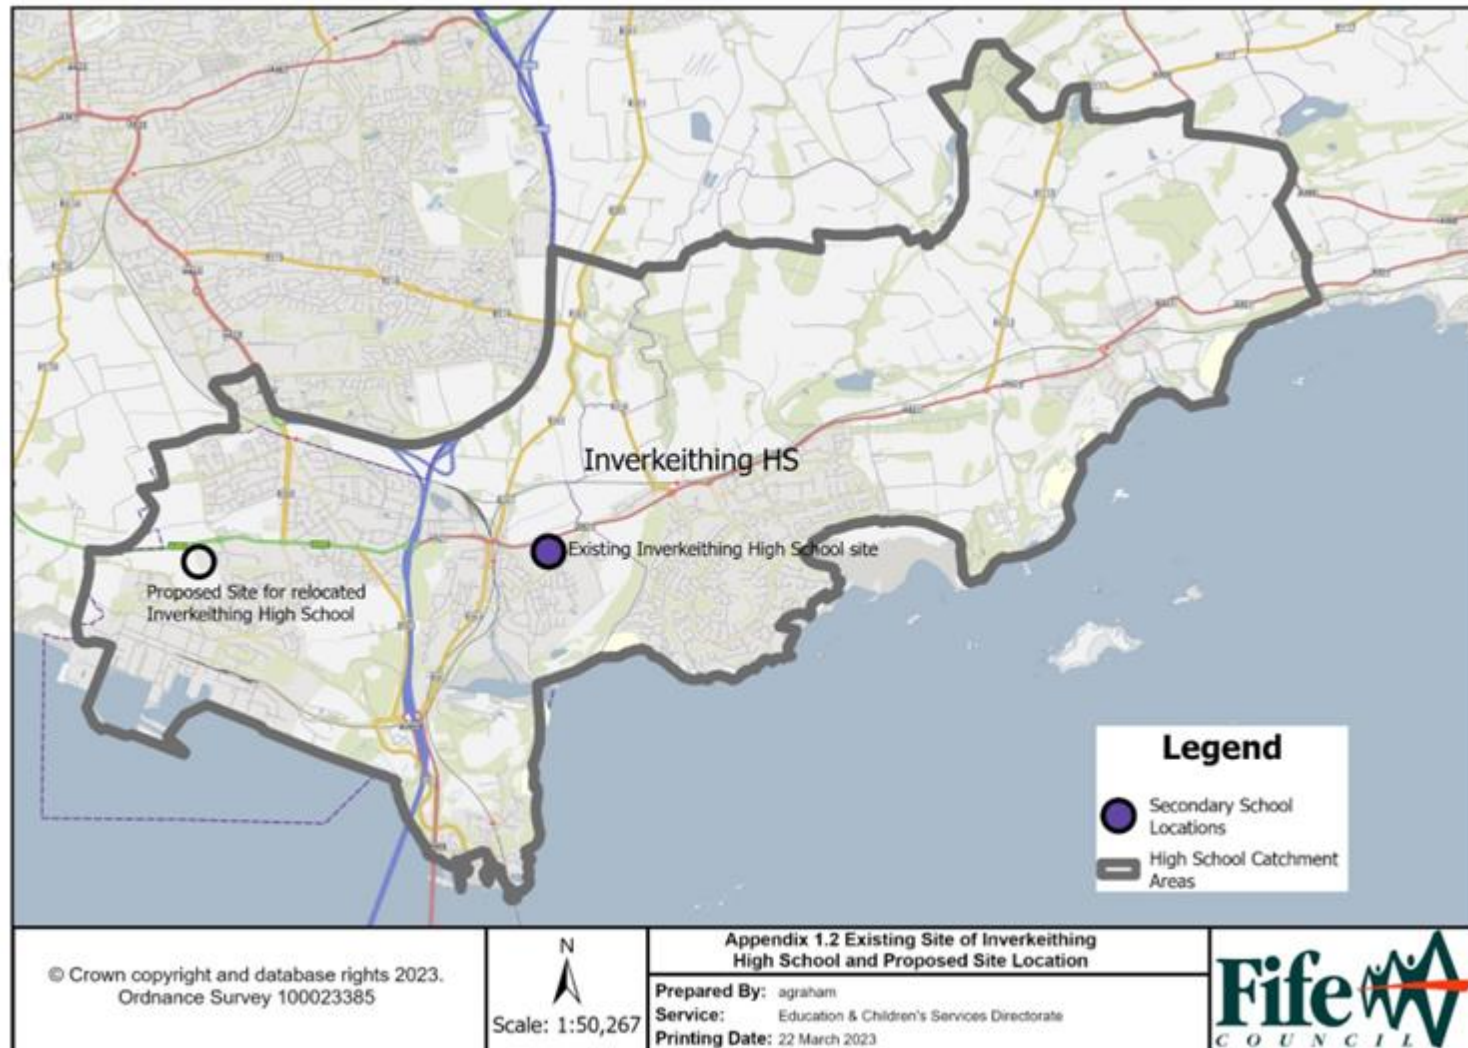 Inverkeithing HS
Existing Inverkeithing High School site
Proposed Site for relocated
Inverkeithing High School
Legend
Secondary School
Locations
High School Catchment
Areas
© Crown copyright and database rights 2023.
Ordnance Survey 100023385
N
Scale: 1:50,267
Appendix 1.2 Existing Site of Inverkeithing
High School and Proposed Site Location
Prepared By: agraham
Service: Education & Children's Services Directorate
Printing Date: 22 March 2023
Fife
COUNCIL